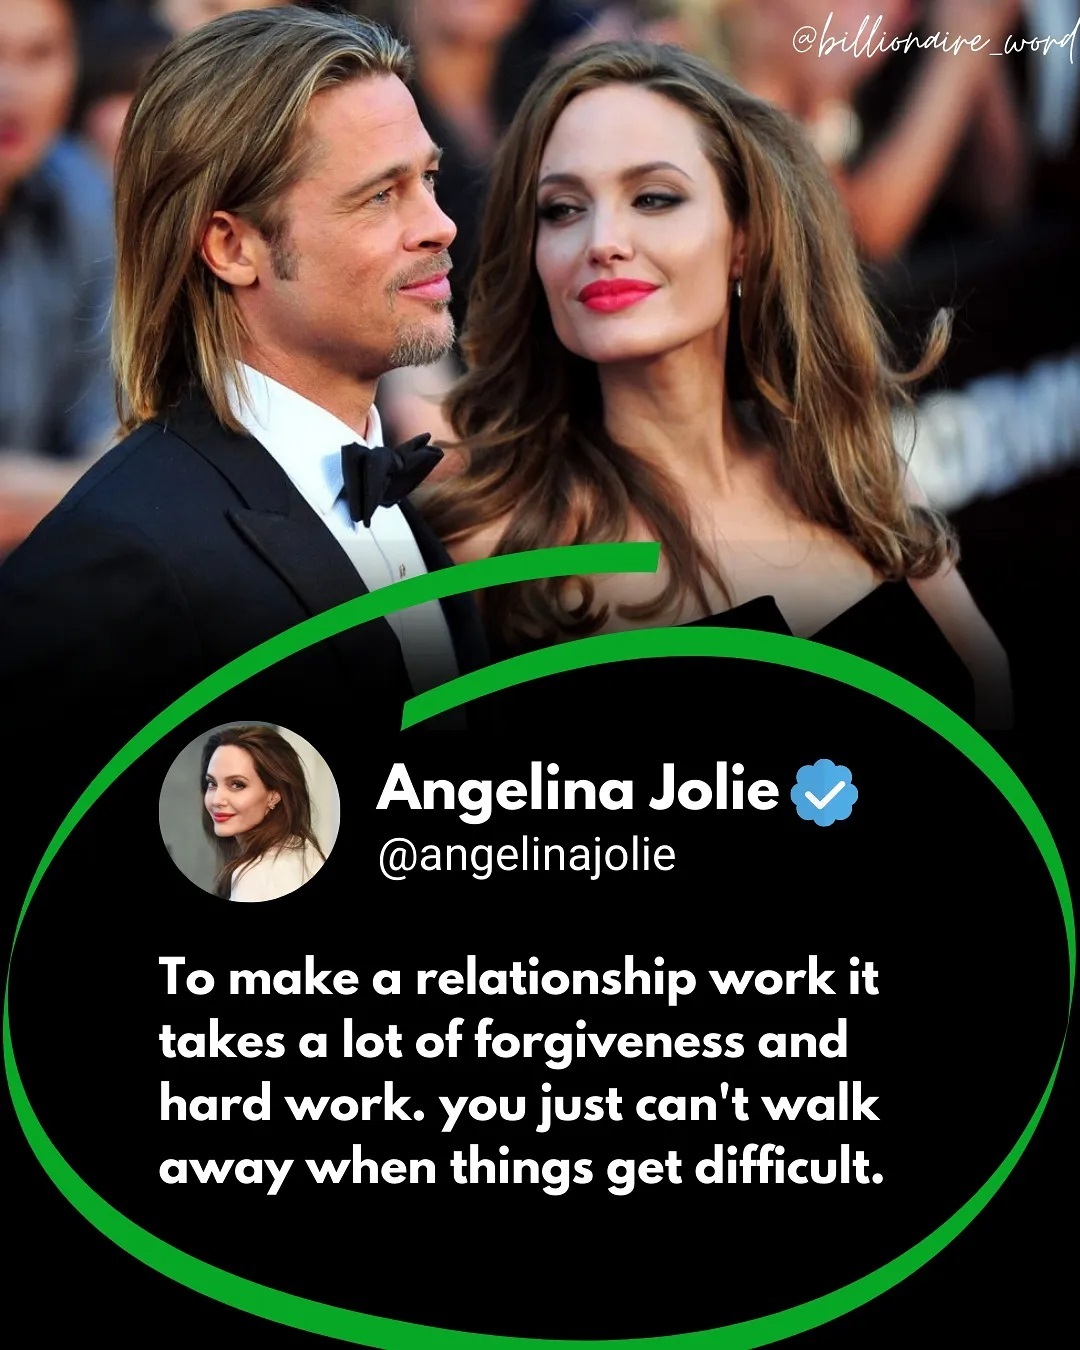 @billionaire_word
Angelina Jolie
@angelinajolie
To make a relationship work it
takes a lot of forgiveness and
hard work. you just can't walk
away when things get difficult.